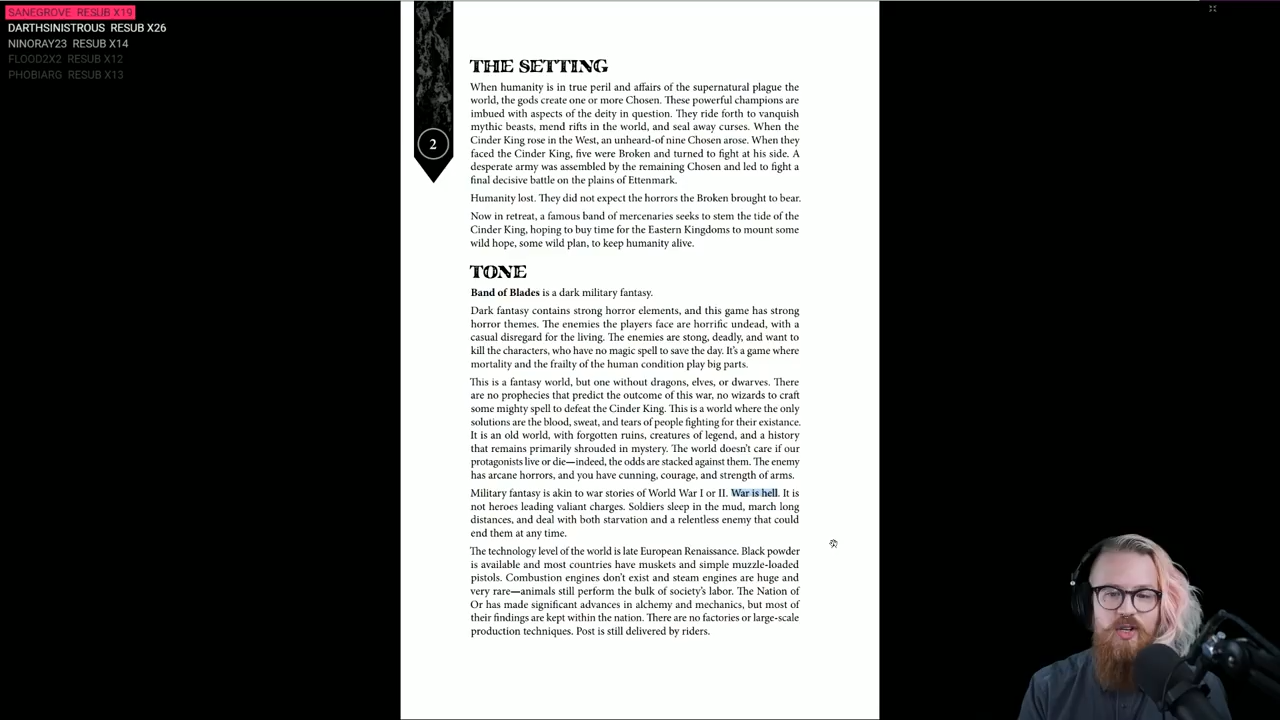 SANEGROVE RESUB X19
DARTHSINISTROUS RESUB X26
NINORAY23 RESUB X14
FLOOD2X2 RESUB X12
PHOBIARG RESUB X13
2
THE SETTING
When humanity is in true peril and affairs of the supernatural plague the
world, the gods create one or more Chosen. These powerful champions are
imbued with aspects of the deity in question. They ride forth to vanquish
mythic beasts, mend rifts in the world, and seal away curses. When the
Cinder King rose in the West, an unheard-of nine Chosen arose. When they
faced the Cinder King, five were Broken and turned to fight at his side. A
desperate army was assembled by the remaining Chosen and led to fight a
final decisive battle on the plains of Ettenmark.
Humanity lost. They did not expect the horrors the Broken brought to bear.
Now in retreat, a famous band of mercenaries seeks to stem the tide of the
Cinder King, hoping to buy time for the Eastern Kingdoms to mount some
wild hope, some wild plan, to keep humanity alive.
TONE
Band of Blades is a dark military fantasy.
Dark fantasy contains strong horror elements, and this game has strong
horror themes. The enemies the players face are horrific undead, with a
casual disregard for the living. The enemies are stong, deadly, and want to
kill the characters, who have no magic spell to save the day. It's a game where
mortality and the frailty of the human condition play big parts.
This is a fantasy world, but one without dragons, elves, or dwarves. There
are no prophecies that predict the outcome of this war, no wizards to craft
some mighty spell to defeat the Cinder King. This is a world where the only
solutions are the blood, sweat, and tears of people fighting for their existance.
It is an old world, with forgotten ruins, creatures of legend, and a history
that remains primarily shrouded in mystery. The world doesn't care if our
protagonists live or die—indeed, the odds are stacked against them. The enemy
has arcane horrors, and you have cunning, courage, and strength of arms.
Military fantasy is akin to war stories of World War I or II. War is hell. It is
not heroes leading valiant charges. Soldiers sleep in the mud, march long
distances, and deal with both starvation and a relentless enemy that could
end them at any time.
The technology level of the world is late European Renaissance. Black powder
is available and most countries have muskets and simple muzzle-loaded
pistols. Combustion engines don't exist and steam engines are huge and
very rare—animals still perform the bulk of society's labor. The Nation of
Or has made significant advances in alchemy and mechanics, but most of
their findings are kept within the nation. There are no factories or large-scale
production techniques. Post is still delivered by riders.